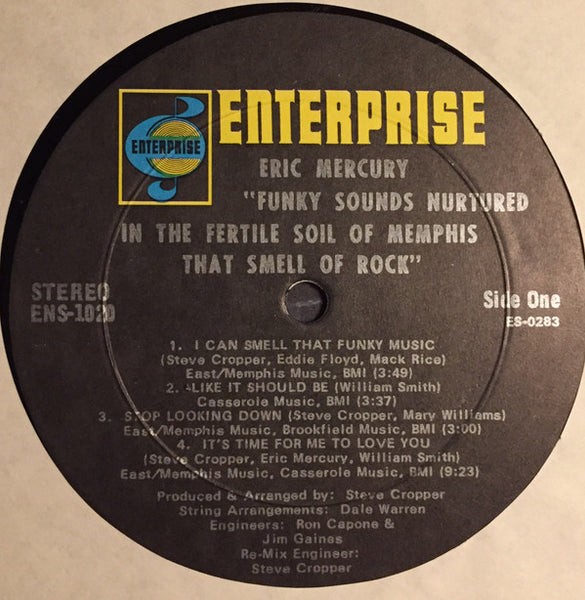 ENTERPRISE
ENTERPRISE
ERIC MERCURY
"FUNKY SOUNDS NURTURED
IN THE FERTILE SOIL OF MEMPHIS
THAT SMELL OF ROCK"
STEREO
ENS-1020
Side One
ES-0283
1. I CAN SMELL THAT FUNKY MUSIC
(Steve Cropper, Eddie Floyd, Mack Rice)
East/Memphis Music, BMI (3:49)
2. LIKE IT SHOULD BE (William Smith)
Casserole Music, BMI (3:37)
3. STOP LOOKING DOWN (Steve Cropper, Mary Williams)
East/Memphis Music, Brookfield Music, BMI (3:00)
4. IT'S TIME FOR ME TO LOVE YOU
(Steve Cropper, Eric Mercury, William Smith)
East/Memphis Music, Casserole Music, BMI (9:23)
Produced & Arranged by: Steve Cropper
String Arrangements: Dale Warren
Engineers: Ron Capone &
Jim Gaines
Re-Mix Engineer:
Steve Cropper